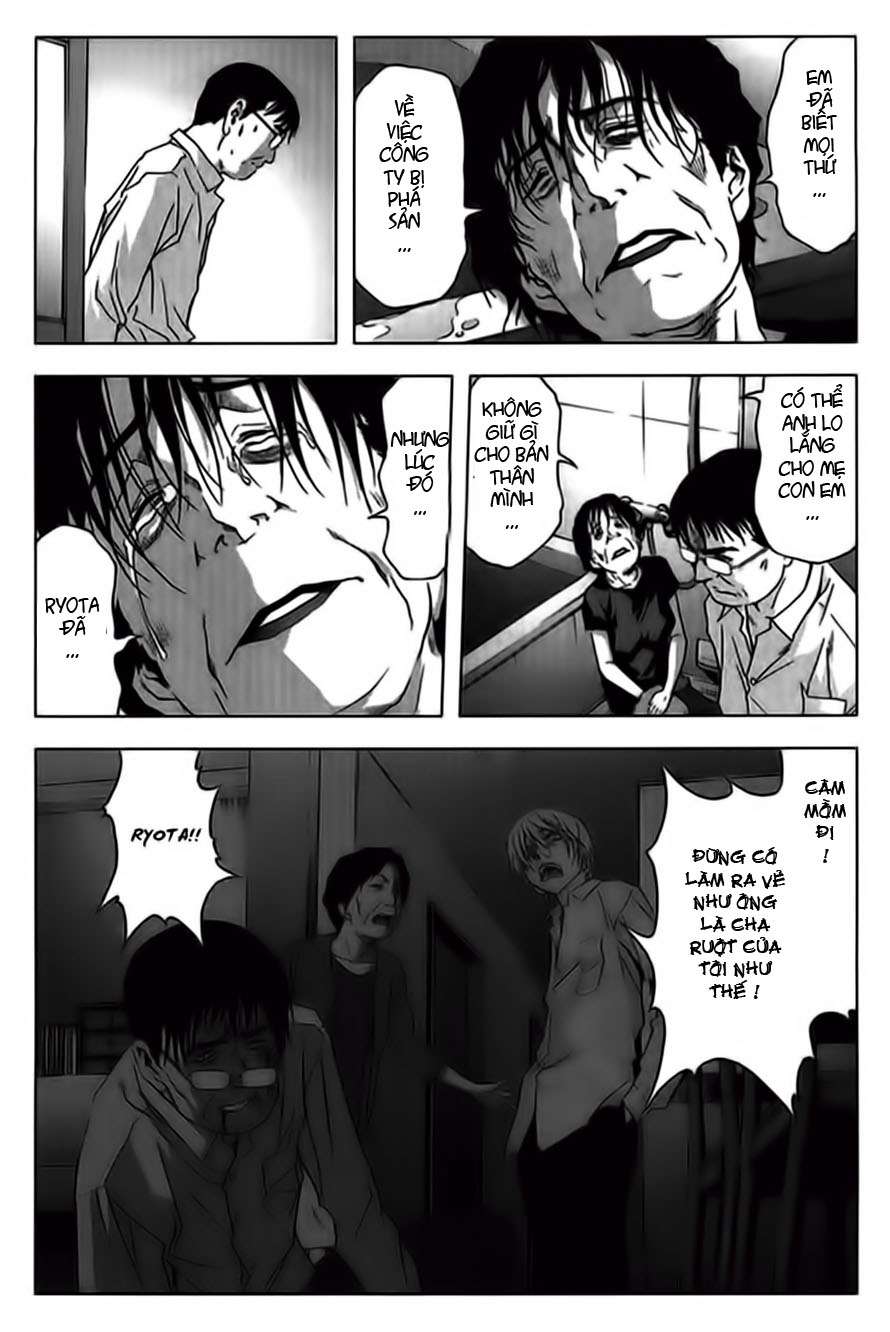 EM
ĐÃ
BIẾT
MỌI
THỨ
...
VỀ
VIỆC
CÔNG
TY BỊ
PHÁ
SẢN
...
CÓ THỂ
ANH LO
LẮNG
CHO MẸ
CON EM
...
KHÔNG
GIỮ GÌ
CHO BẢN
THÂN
MÌNH
...
NHƯNG
LÚC
ĐÓ
...
RYOTA
ĐÃ
...
CÂM
MỒM
ĐI
!
ĐỪNG CÓ
LÀM RA VẺ
NHƯ ÔNG
LÀ CHA
RUỘT CỦA
TÔI NHƯ
THẾ !
RYOTA!!